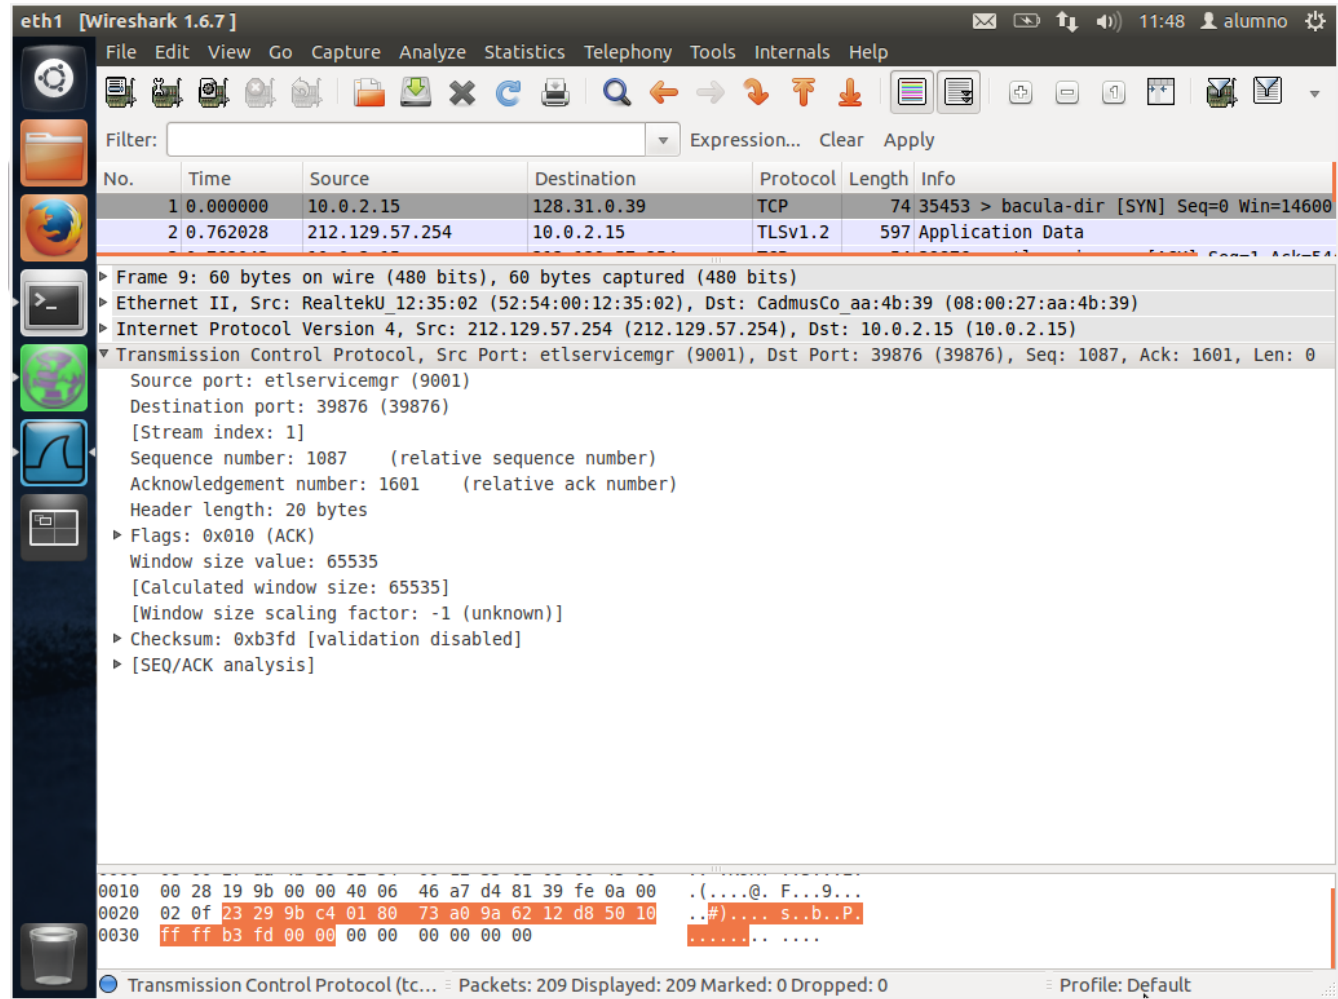 eth1 [Wireshark 1.6.7 ] 11:48 alumno
File Edit View Go Capture Analyze Statistics Telephony Tools Internals Help
Filter: Expression... Clear Apply
No. Time Source Destination Protocol Length Info
1 0.000000 10.0.2.15 128.31.0.39 TCP 74 35453 > bacula-dir [SYN] Seq=0 Win=14600
2 0.762028 212.129.57.254 10.0.2.15 TLSv1.2 597 Application Data
Frame 9: 60 bytes on wire (480 bits), 60 bytes captured (480 bits)
Ethernet II, Src: RealtekU_12:35:02 (52:54:00:12:35:02), Dst: CadmusCo_aa:4b:39 (08:00:27:aa:4b:39)
Internet Protocol Version 4, Src: 212.129.57.254 (212.129.57.254), Dst: 10.0.2.15 (10.0.2.15)
Transmission Control Protocol, Src Port: etlservicemgr (9001), Dst Port: 39876 (39876), Seq: 1087, Ack: 1601, Len: 0
Source port: etlservicemgr (9001)
Destination port: 39876 (39876)
[Stream index: 1]
Sequence number: 1087 (relative sequence number)
Acknowledgement number: 1601 (relative ack number)
Header length: 20 bytes
Flags: 0x010 (ACK)
Window size value: 65535
[Calculated window size: 65535]
[Window size scaling factor: -1 (unknown)]
Checksum: 0xb3fd [validation disabled]
[SEQ/ACK analysis]
0010 00 28 19 9b 00 00 40 06 46 a7 d4 81 39 fe 0a 00 .(....@. F...9...
0020 02 0f 23 29 9b c4 01 80 73 a0 9a 62 12 d8 50 10 ..#).... s..b..P.
0030 ff ff b3 fd 00 00 00 00 00 00 00 00 ........ ....
Transmission Control Protocol (tc... Packets: 209 Displayed: 209 Marked: 0 Dropped: 0 Profile: Default